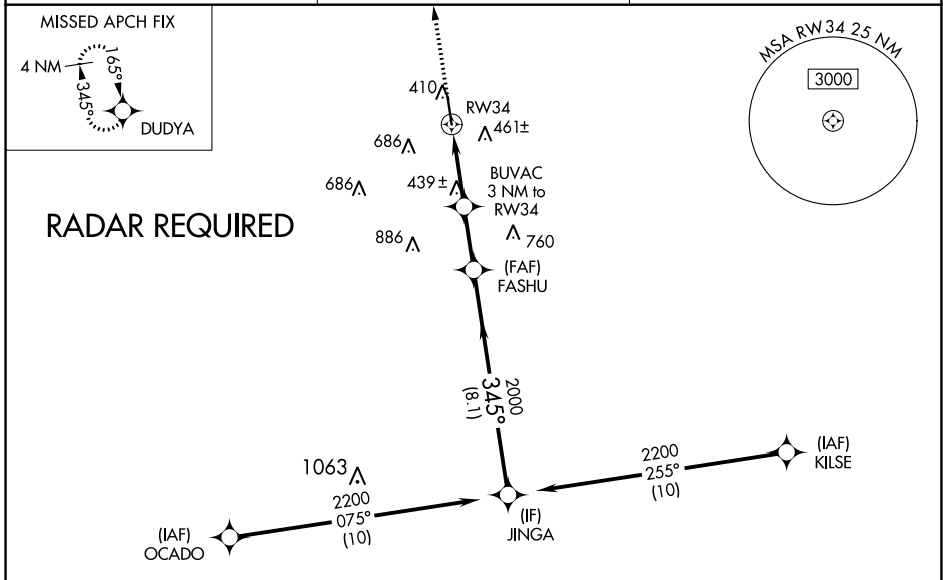 MISSED APCH FIX
4 NM
165°
345°
DUDYA
MSA RW34 25 NM
3000
410
RW34
461±
686
686
439±
BUVAC
3 NM to
RW34
RADAR REQUIRED
886
760
(FAF)
FASHU
2000
345°
(8.1)
1063
2200
075°
(10)
(IAF)
OCADO
(IF)
JINGA
2200
255°
(10)
(IAF)
KILSE